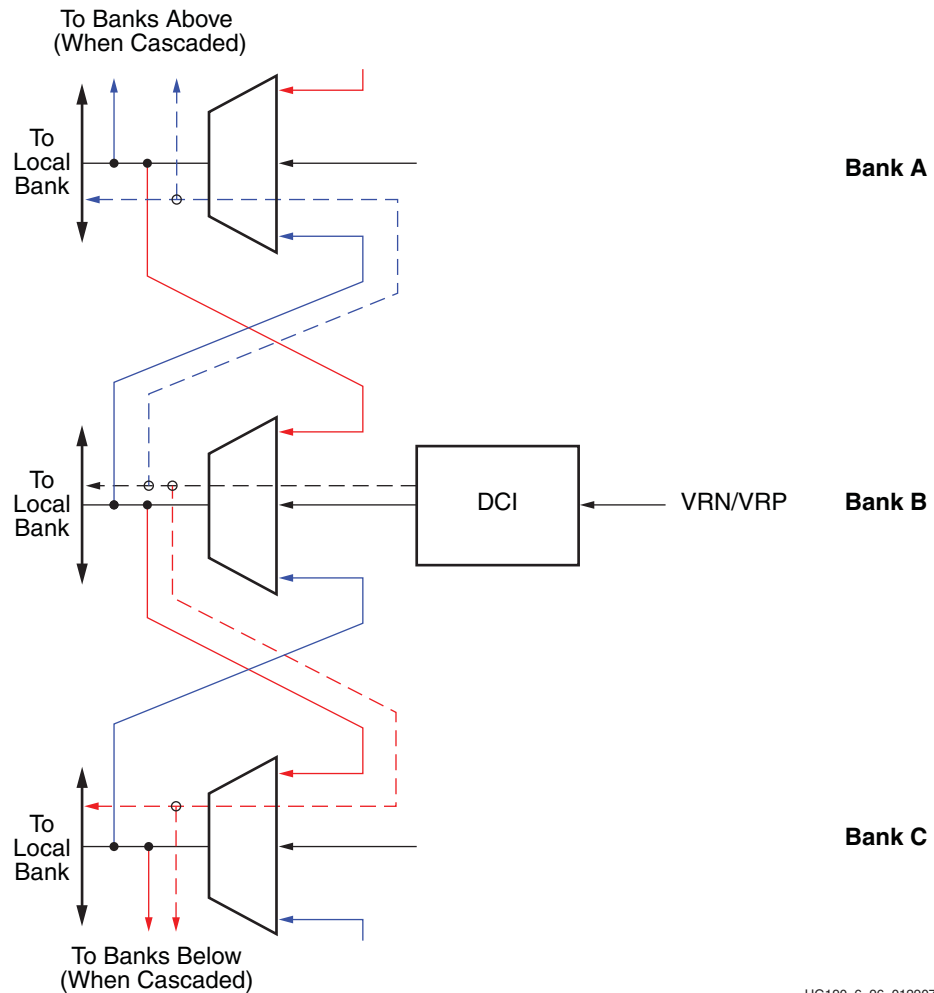 To Banks Above
(When Cascaded)
To
Local
Bank
Bank A
To
Local
Bank
DCI
VRN/VRP
Bank B
To
Local
Bank
Bank C
To Banks Below
(When Cascaded)